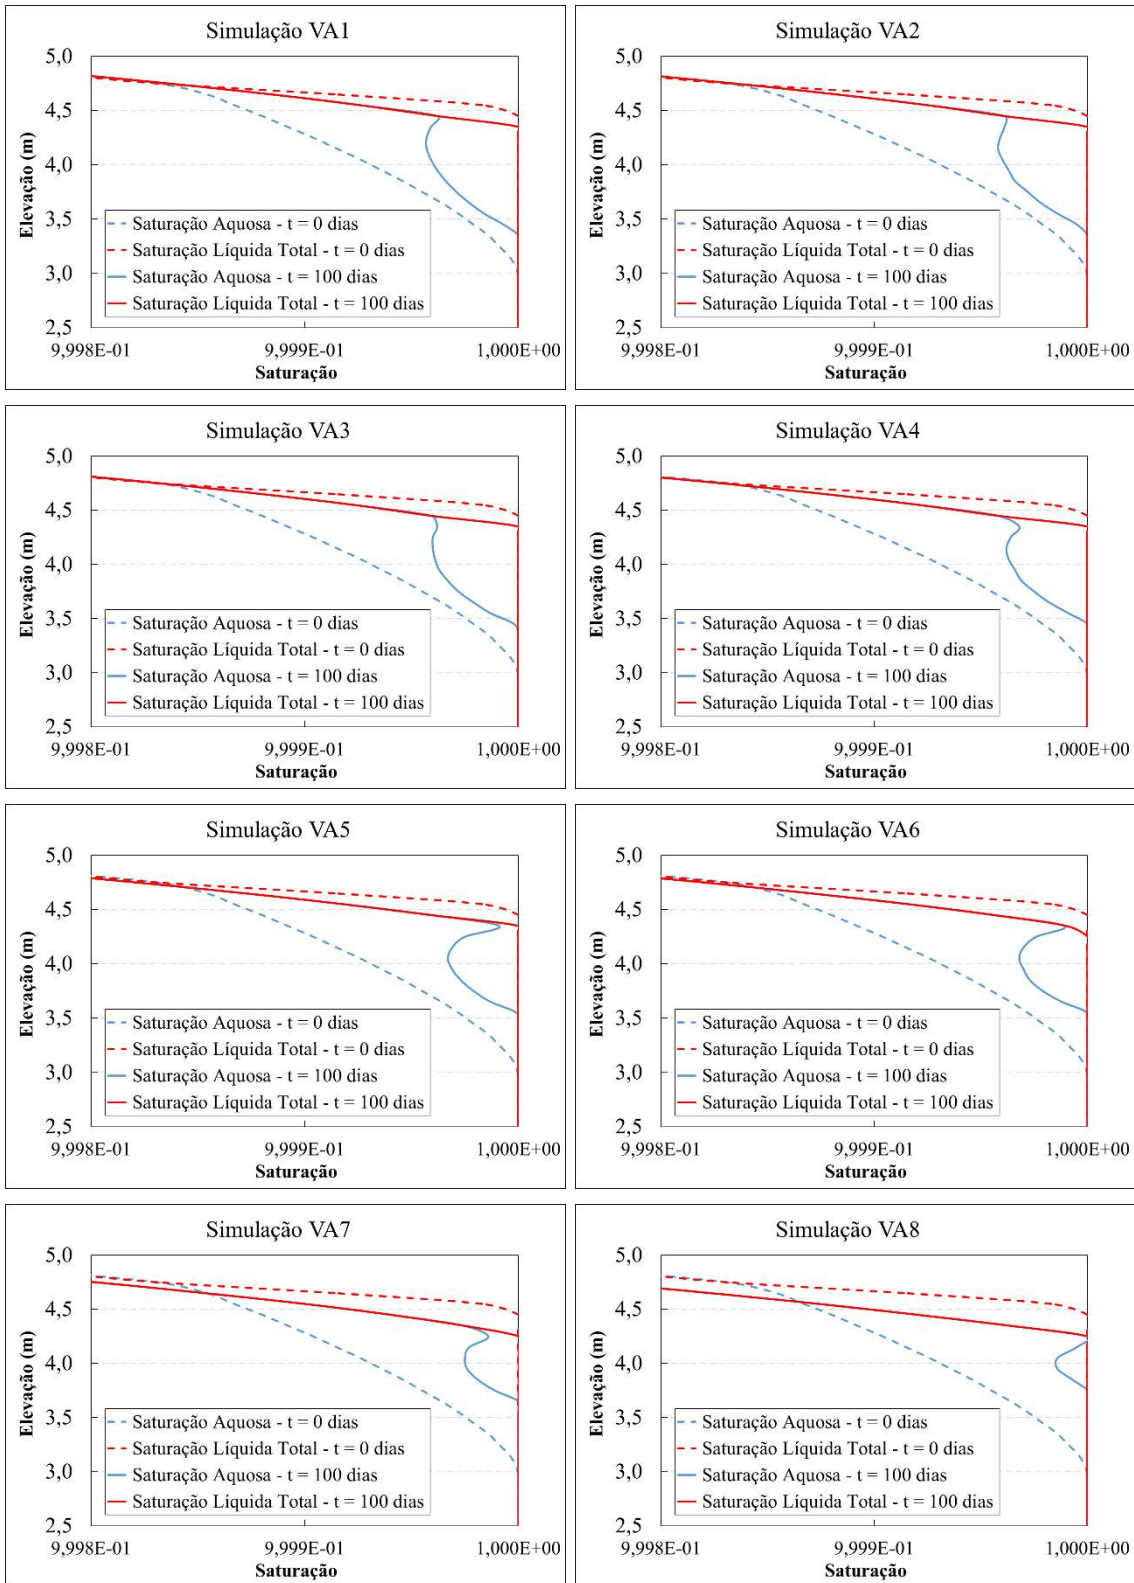 Simulação VA1
5,0
4,5
4,0
3,5
3,0
2,5
Elevação (m)
Saturação Aquosa - t = 0 dias
Saturação Líquida Total - t = 0 dias
Saturação Aquosa - t = 100 dias
Saturação Líquida Total - t = 100 dias
9,998E-01 9,999E-01 1,000E+00
Saturação
Simulação VA2
5,0
4,5
4,0
3,5
3,0
2,5
Elevação (m)
Saturação Aquosa - t = 0 dias
Saturação Líquida Total - t = 0 dias
Saturação Aquosa - t = 100 dias
Saturação Líquida Total - t = 100 dias
9,998E-01 9,999E-01 1,000E+00
Saturação
Simulação VA3
5,0
4,5
4,0
3,5
3,0
2,5
Elevação (m)
Saturação Aquosa - t = 0 dias
Saturação Líquida Total - t = 0 dias
Saturação Aquosa - t = 100 dias
Saturação Líquida Total - t = 100 dias
9,998E-01 9,999E-01 1,000E+00
Saturação
Simulação VA4
5,0
4,5
4,0
3,5
3,0
2,5
Elevação (m)
Saturação Aquosa - t = 0 dias
Saturação Líquida Total - t = 0 dias
Saturação Aquosa - t = 100 dias
Saturação Líquida Total - t = 100 dias
9,998E-01 9,999E-01 1,000E+00
Saturação
Simulação VA5
5,0
4,5
4,0
3,5
3,0
2,5
Elevação (m)
Saturação Aquosa - t = 0 dias
Saturação Líquida Total - t = 0 dias
Saturação Aquosa - t = 100 dias
Saturação Líquida Total - t = 100 dias
9,998E-01 9,999E-01 1,000E+00
Saturação
Simulação VA6
5,0
4,5
4,0
3,5
3,0
2,5
Elevação (m)
Saturação Aquosa - t = 0 dias
Saturação Líquida Total - t = 0 dias
Saturação Aquosa - t = 100 dias
Saturação Líquida Total - t = 100 dias
9,998E-01 9,999E-01 1,000E+00
Saturação
Simulação VA7
5,0
4,5
4,0
3,5
3,0
2,5
Elevação (m)
Saturação Aquosa - t = 0 dias
Saturação Líquida Total - t = 0 dias
Saturação Aquosa - t = 100 dias
Saturação Líquida Total - t = 100 dias
9,998E-01 9,999E-01 1,000E+00
Saturação
Simulação VA8
5,0
4,5
4,0
3,5
3,0
2,5
Elevação (m)
Saturação Aquosa - t = 0 dias
Saturação Líquida Total - t = 0 dias
Saturação Aquosa - t = 100 dias
Saturação Líquida Total - t = 100 dias
9,998E-01 9,999E-01 1,000E+00
Saturação